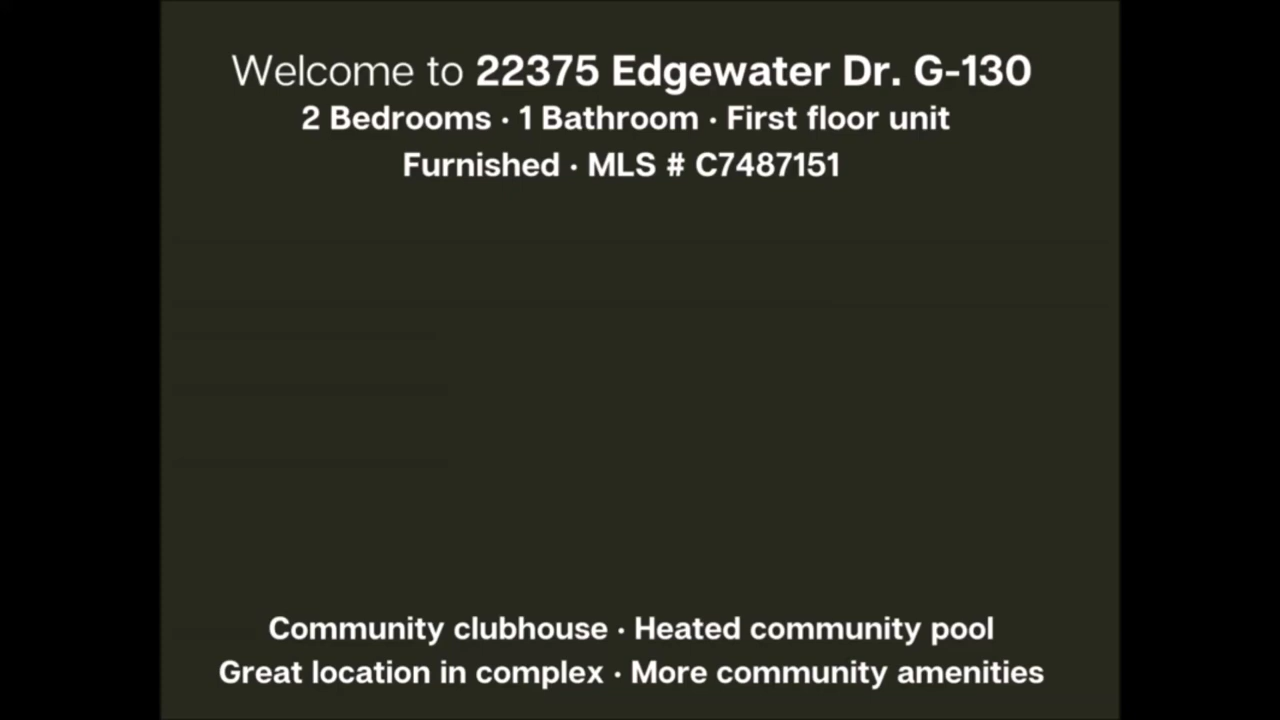 Welcome to 22375 Edgewater Dr. G-130
2 Bedrooms · 1 Bathroom · First floor unit
Furnished · MLS # C7487151
Community clubhouse · Heated community pool
Great location in complex · More community amenities